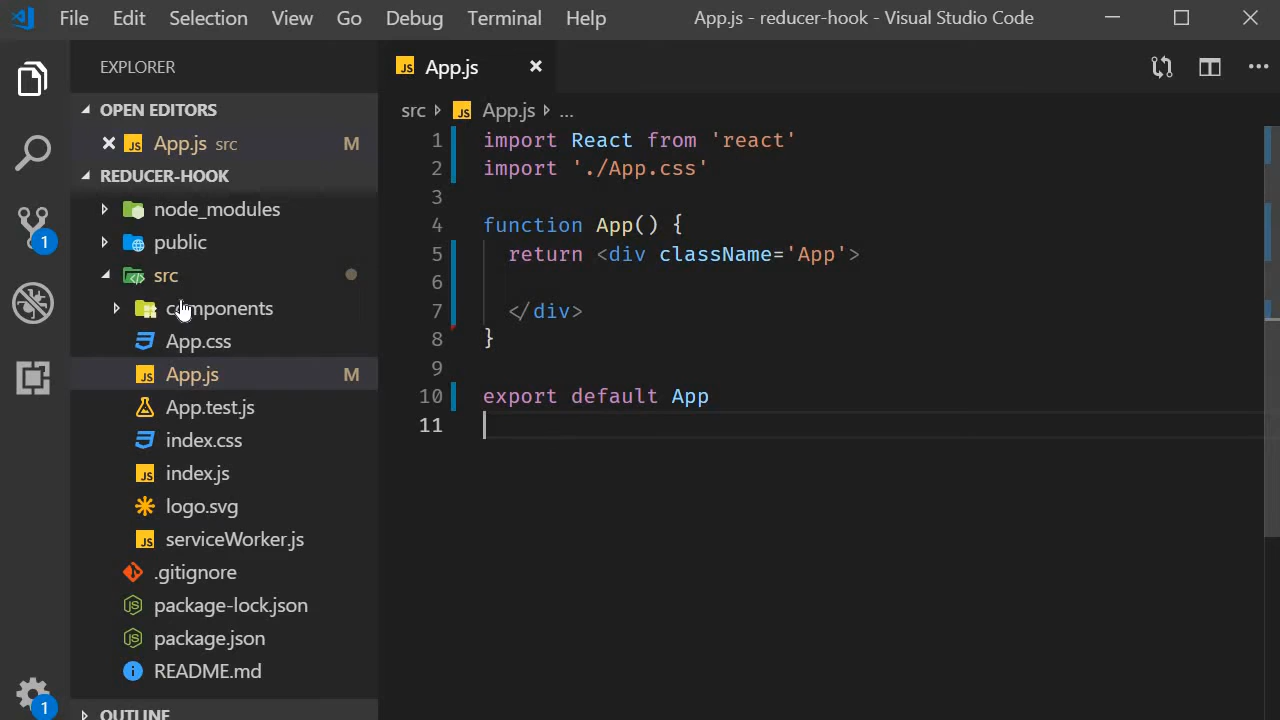 File Edit Selection View Go Debug Terminal Help App.js - reducer-hook - Visual Studio Code
EXPLORER
OPEN EDITORS
App.js src M
REDUCER-HOOK
node_modules
public
src
components
App.css
App.js M
App.test.js
index.css
index.js
logo.svg
serviceWorker.js
.gitignore
package-lock.json
package.json
README.md
OUTLINE
1
1
App.js
src App.js ...
1 import React from 'react'
2 import './App.css'
3
4 function App() {
5 return <div className='App'>
6
7 </div>
8 }
9
10 export default App
11